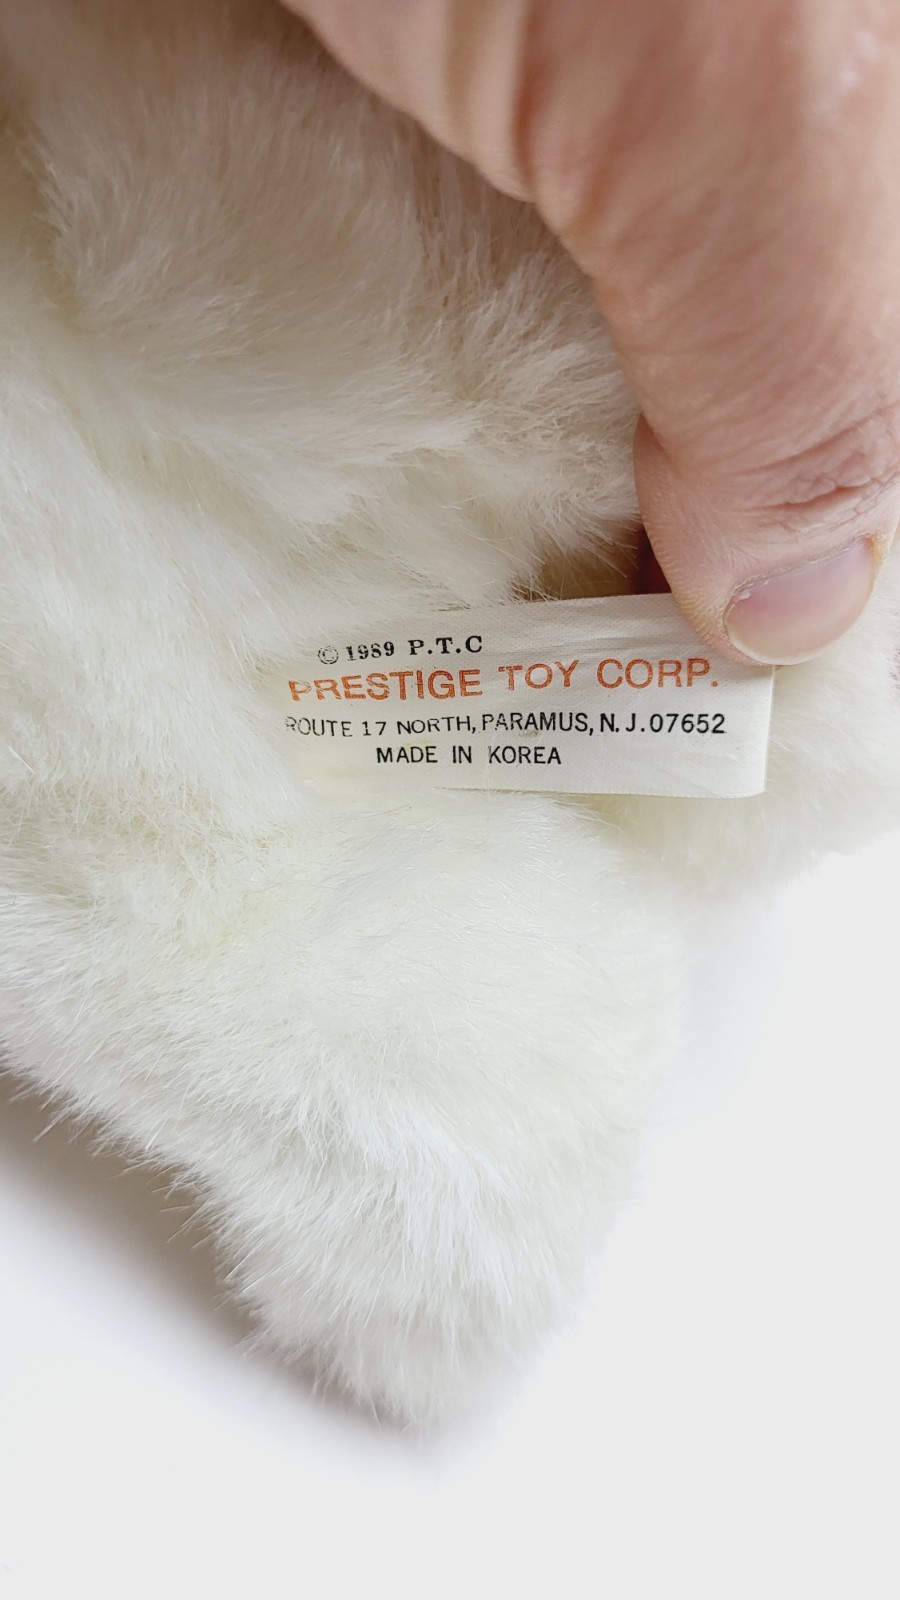 © 1989 P.T.C
PRESTIGE TOY CORP.
ROUTE 17 NORTH, PARAMUS, N.J.07652
MADE IN KOREA